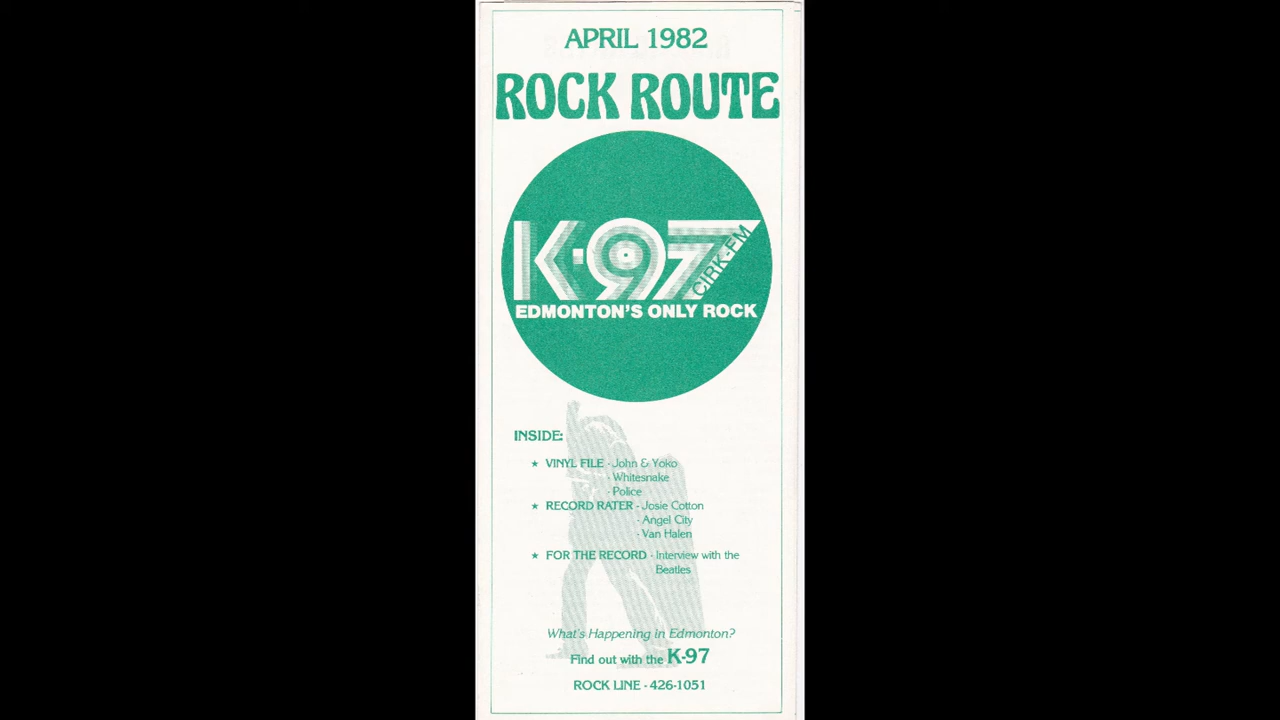 APRIL 1982
ROCK ROUTE
K-97
CIRK-FM
EDMONTON'S ONLY ROCK
INSIDE:
★ VINYL FILE - John & Yoko
- Whitesnake
- Police
★ RECORD RATER - Josie Cotton
- Angel City
- Van Halen
★ FOR THE RECORD - Interview with the
Beatles
What's Happening in Edmonton?
Find out with the K-97
ROCK LINE - 426-1051